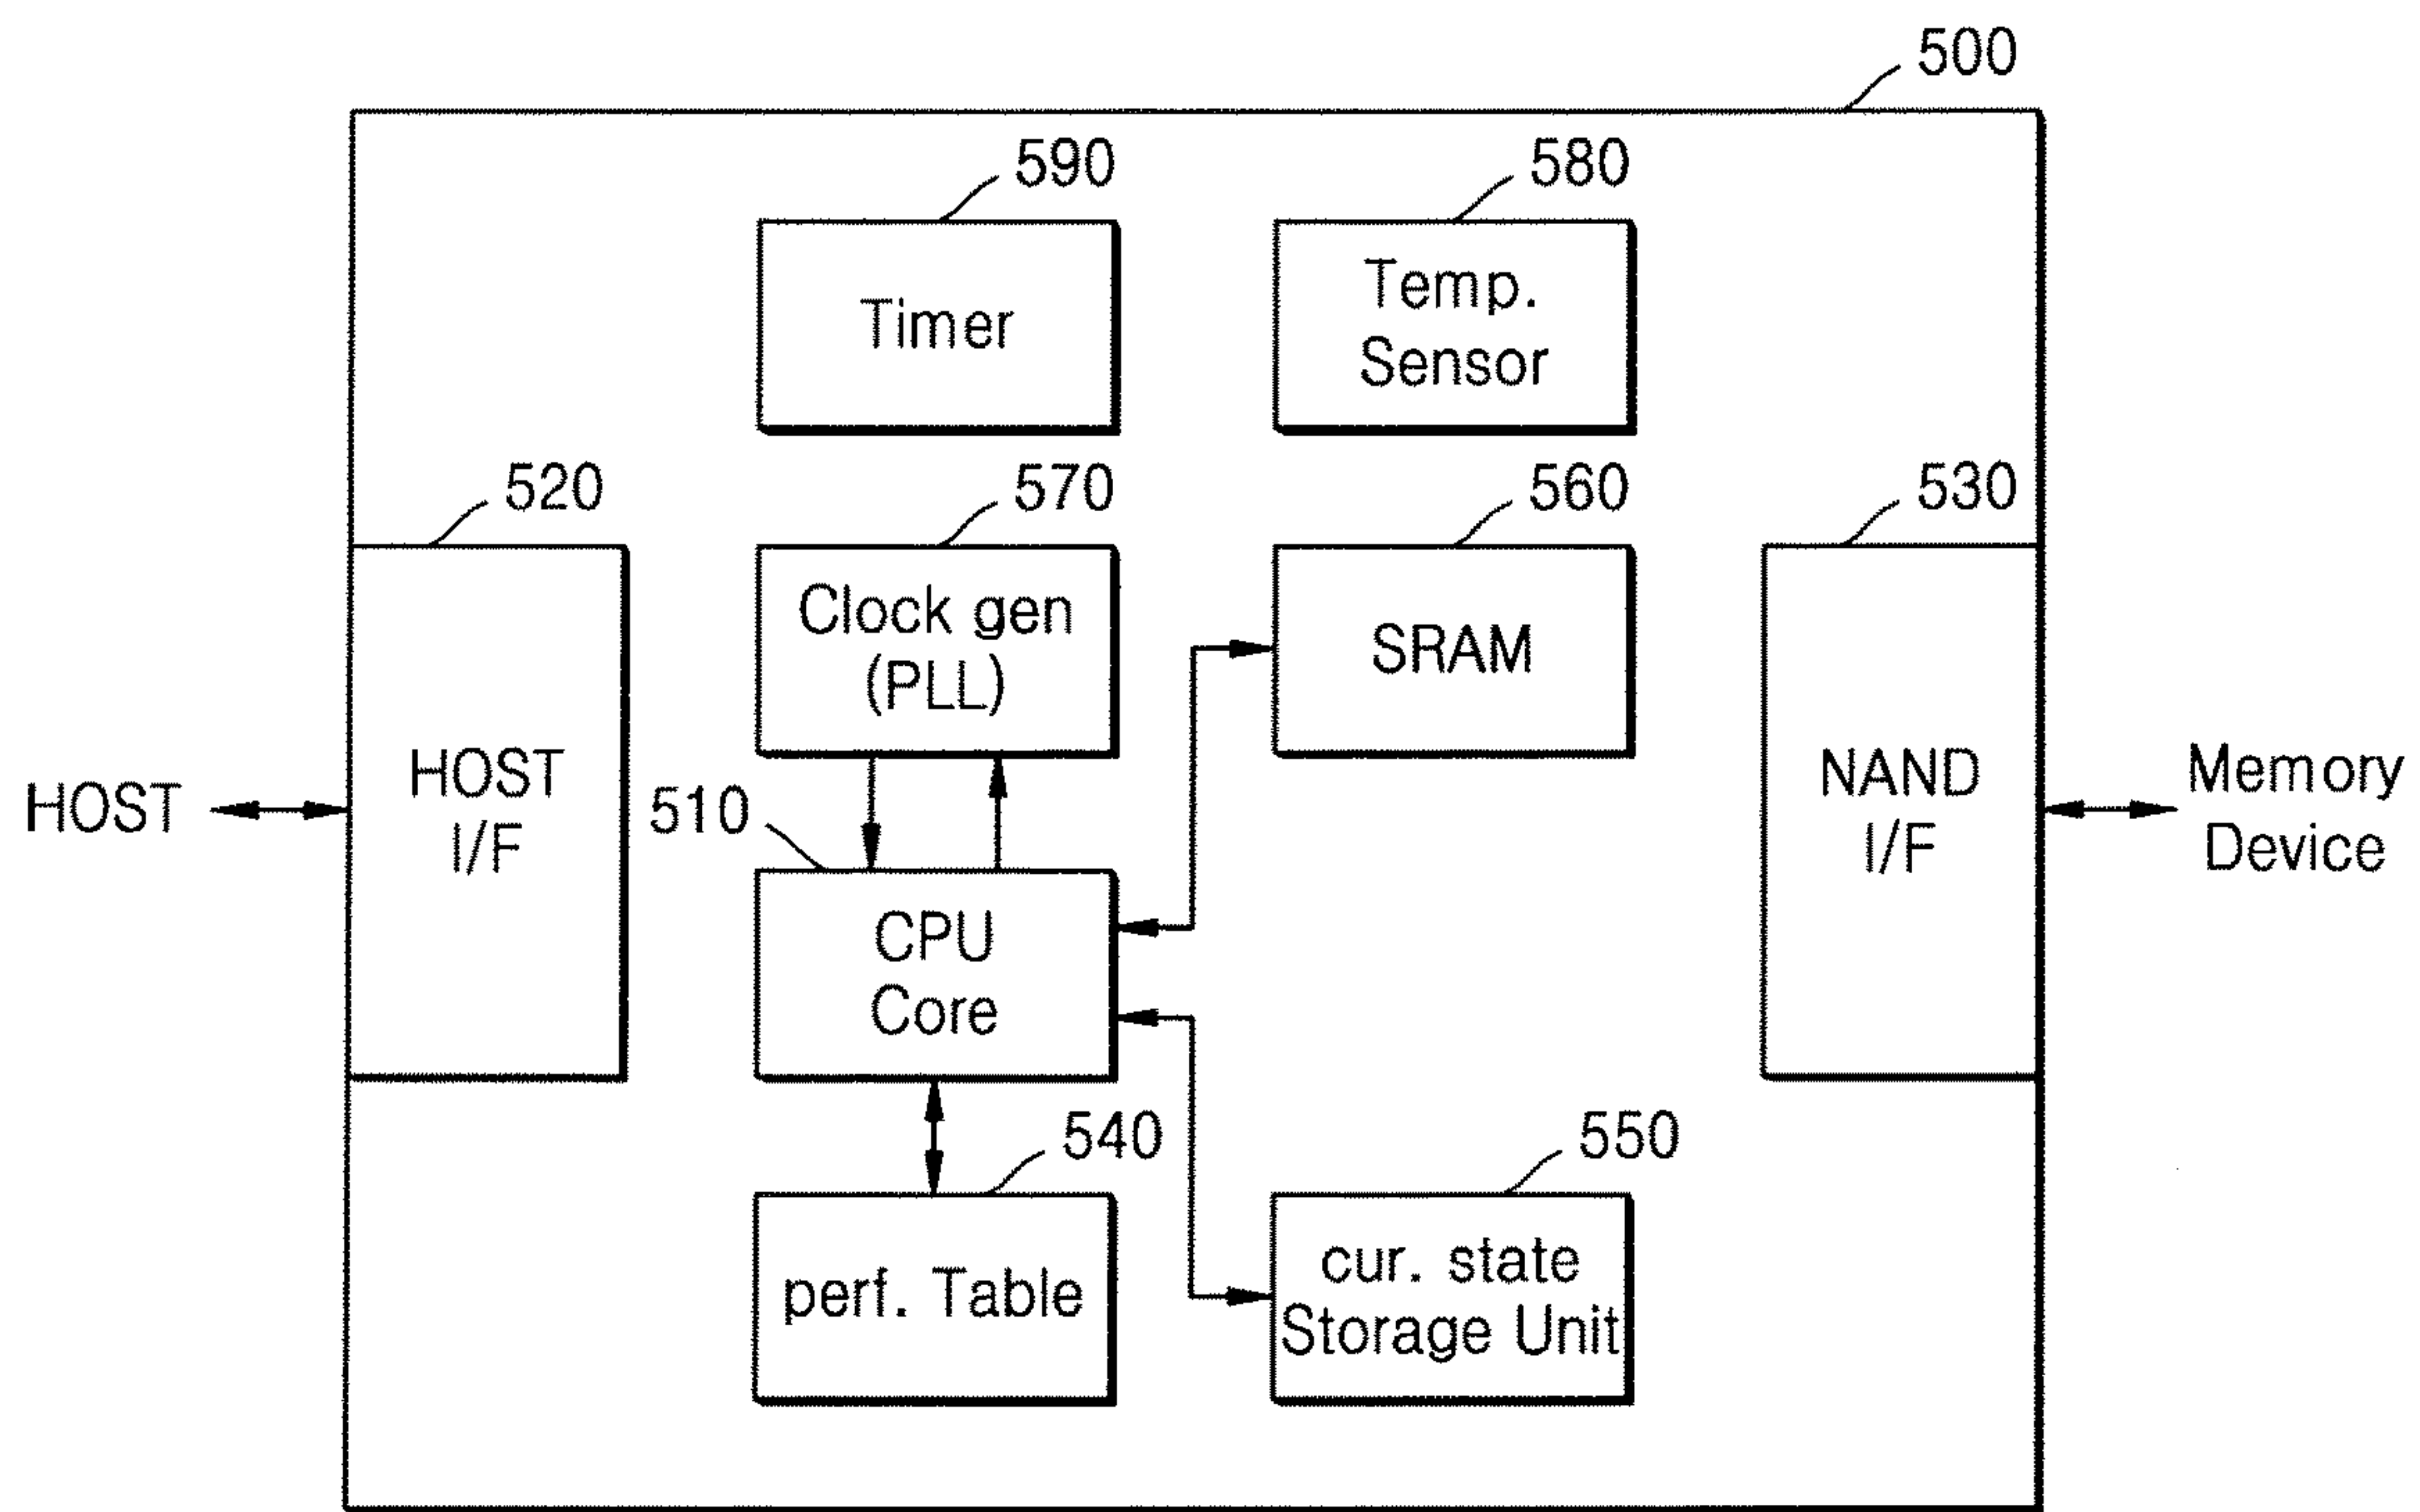 500
590
580
Timer
Temp.
Sensor
520
570
560
530
Clock gen
(PLL)
SRAM
HOST
HOST
I/F
510
NAND
I/F
Memory
Device
CPU
Core
540
550
perf. Table
cur. state
Storage Unit